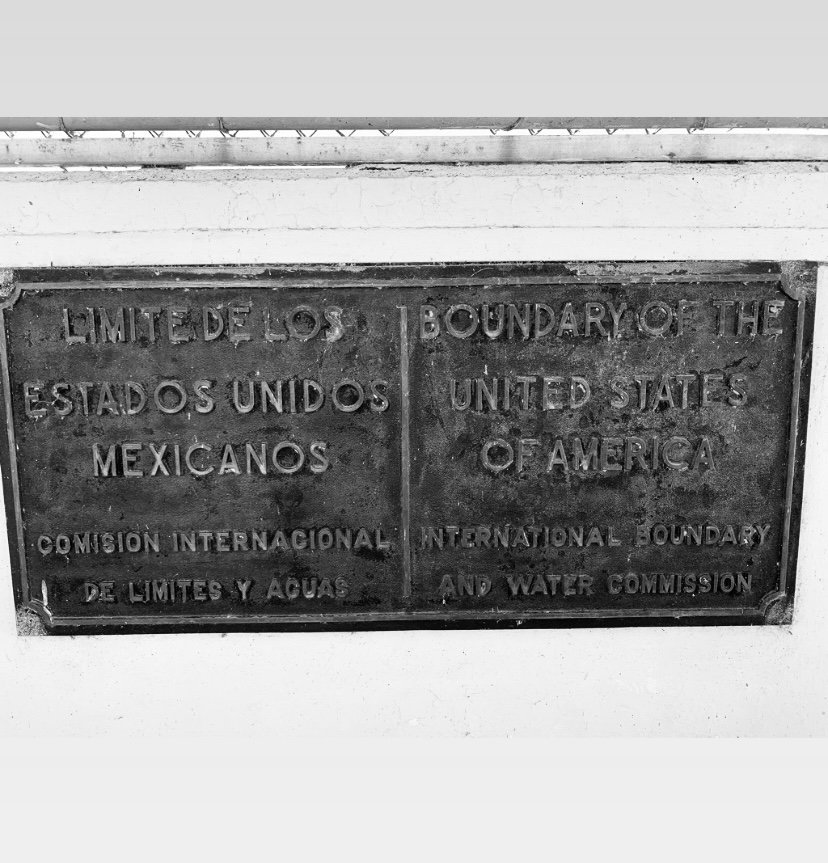 LIMITE DE LOS
ESTADOS UNIDOS
MEXICANOS
COMISION INTERNACIONAL
DE LIMITES Y AGUAS
BOUNDARY OF THE
UNITED STATES
OF AMERICA
INTERNATIONAL BOUNDARY
AND WATER COMMISSION